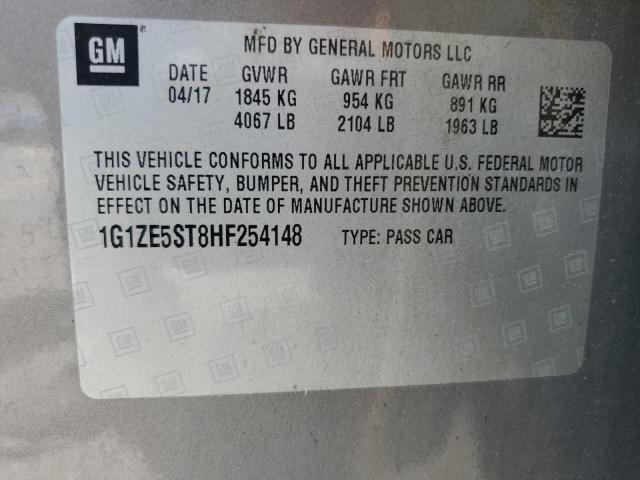 GM® MFD BY GENERAL MOTORS LLC
DATE GVWR GAWR FRT GAWR RR
04/17 1845 KG 954 KG 891 KG
4067 LB 2104 LB 1963 LB
THIS VEHICLE CONFORMS TO ALL APPLICABLE U.S. FEDERAL MOTOR
VEHICLE SAFETY, BUMPER, AND THEFT PREVENTION STANDARDS IN
EFFECT ON THE DATE OF MANUFACTURE SHOWN ABOVE.
1G1ZE5ST8HF254148 TYPE: PASS CAR